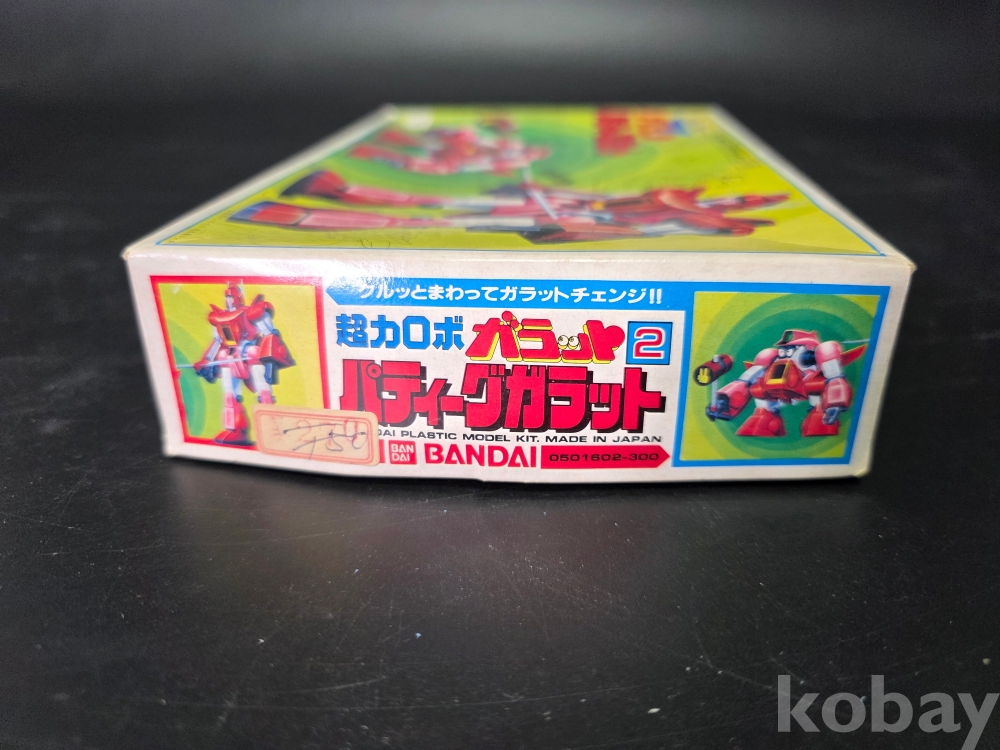 グルッとまわってガラットチェンジ!!
超力ロボ ガラット 2
パティーグガラット
DAI PLASTIC MODEL KIT. MADE IN JAPAN
BAN DAI BANDAI 0501602-300
kobay